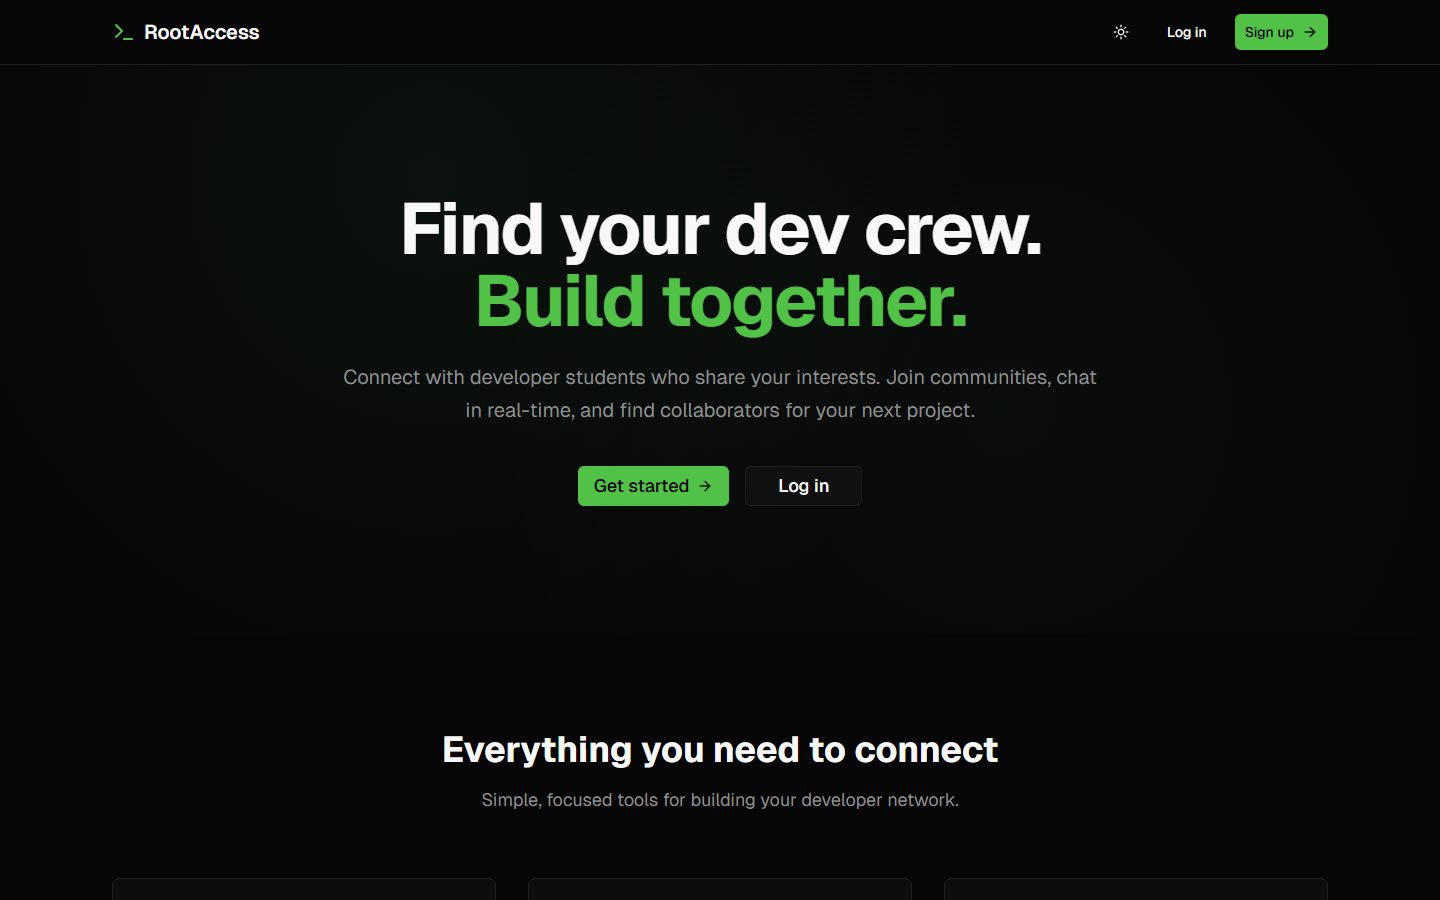 RootAccess
Log in
Sign up
Find your dev crew.
Build together.
Connect with developer students who share your interests. Join communities, chat
in real-time, and find collaborators for your next project.
Get started
Log in
Everything you need to connect
Simple, focused tools for building your developer network.